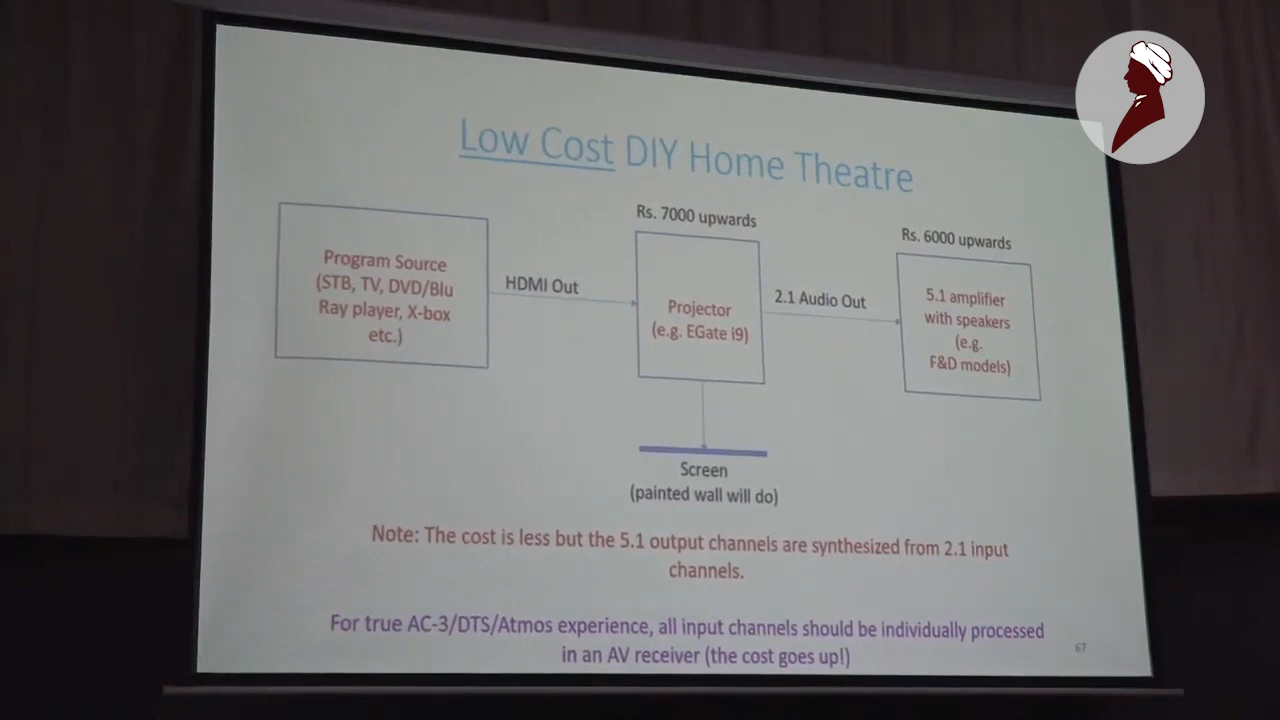 Low Cost DIY Home Theatre
Rs. 7000 upwards
Rs. 6000 upwards
Program Source
(STB, TV, DVD/Blu
Ray player, X-box
etc.)
HDMI Out
Projector
(e.g. EGate i9)
2.1 Audio Out
5.1 amplifier
with speakers
(e.g.
F&D models)
Screen
(painted wall will do)
Note: The cost is less but the 5.1 output channels are synthesized from 2.1 input
channels.
For true AC-3/DTS/Atmos experience, all input channels should be individually processed
in an AV receiver (the cost goes up!)
67